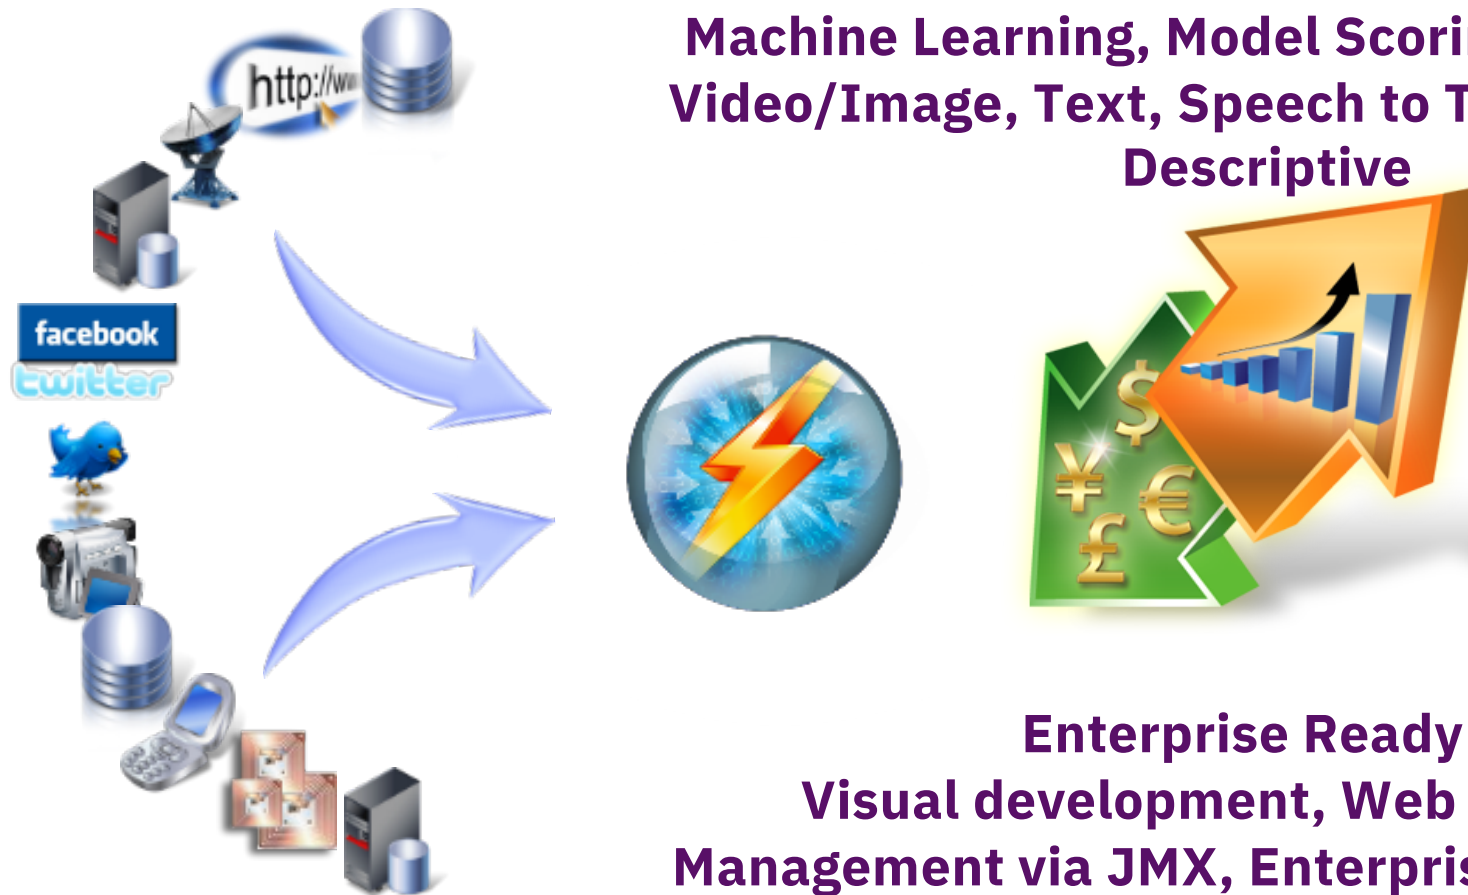 http://ww
Machine Learning, Model Scori
Video/Image, Text, Speech to T
Descriptive
facebook
twitter
$
¥
€
£
Enterprise Ready
Visual development, Web
Management via JMX, Enterpris